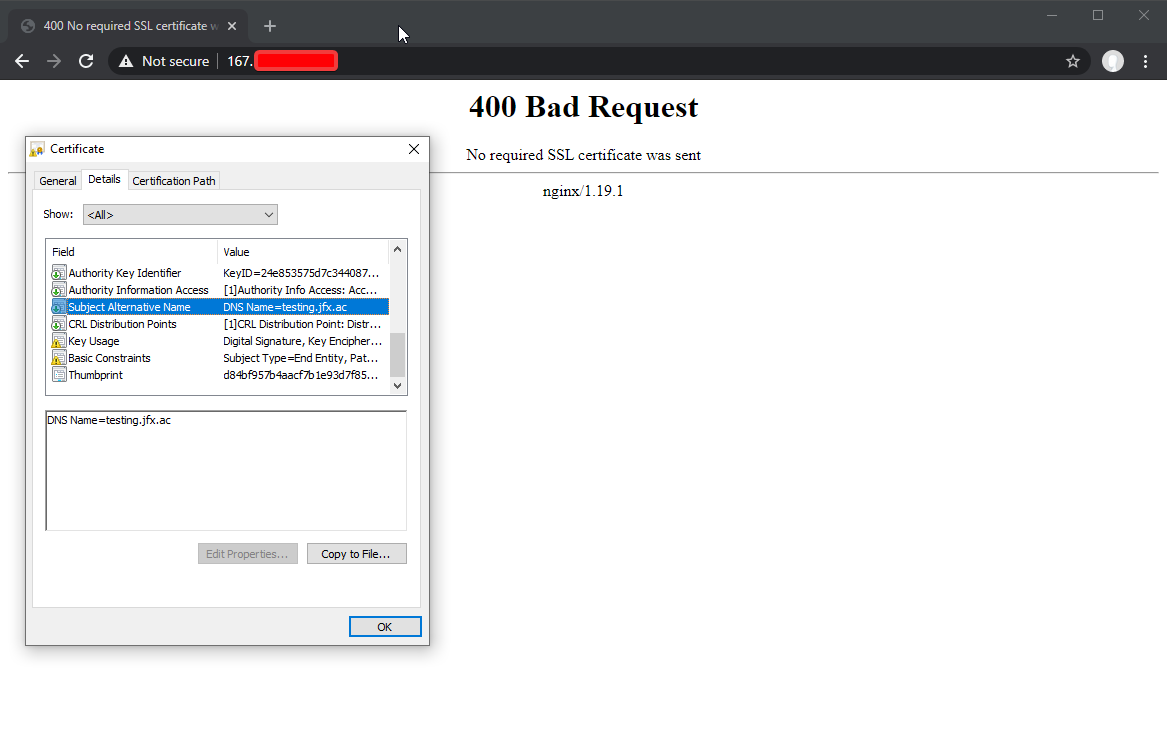 400 No required SSL certificate w
Not secure 167.
400 Bad Request
No required SSL certificate was sent
nginx/1.19.1
Certificate
General Details Certification Path
Show: <All>
Field Value
Authority Key Identifier KeyID=24e853575d7c344087...
Authority Information Access [1]Authority Info Access: Acc...
Subject Alternative Name DNS Name=testing.jfx.ac
CRL Distribution Points [1]CRL Distribution Point: Distr...
Key Usage Digital Signature, Key Encipher...
Basic Constraints Subject Type=End Entity, Pat...
Thumbprint d84bf957b4aacf7b1e93d7f85...
DNS Name=testing.jfx.ac
Edit Properties... Copy to File...
OK